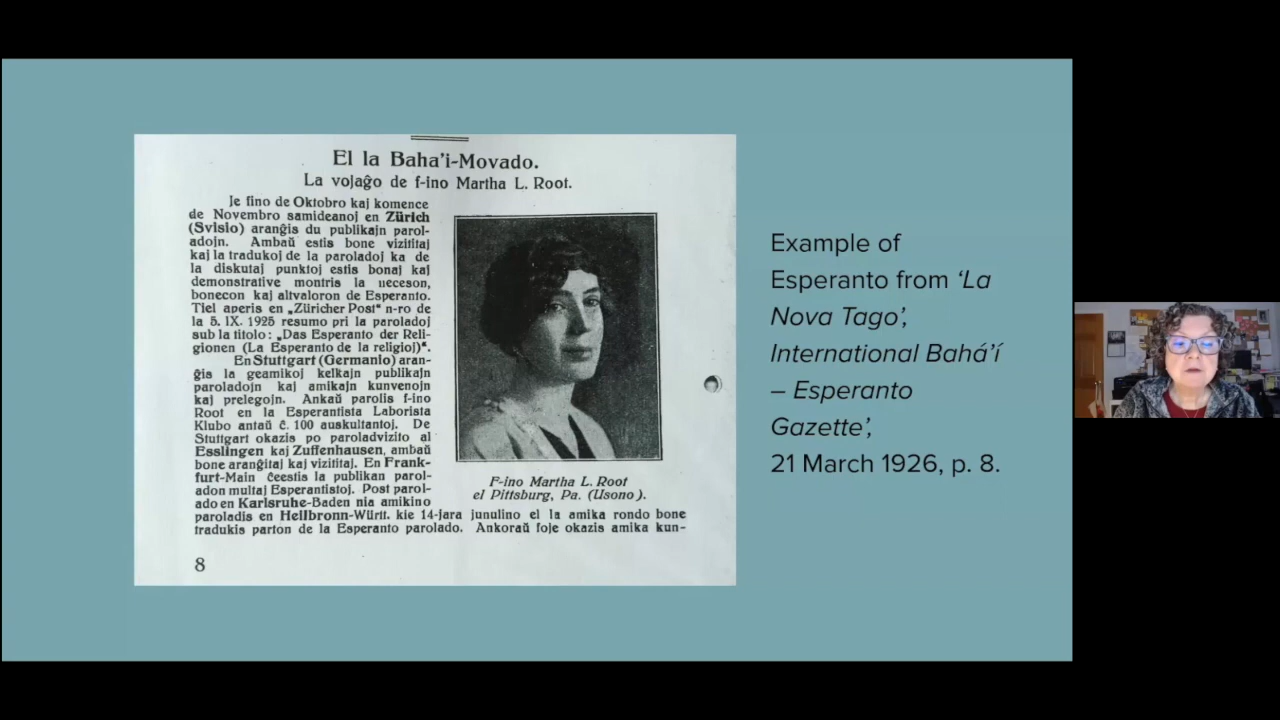 El la Baha'i-Movado.
La vojaĝo de f-ino Martha L. Root.
Je fino de Oktobro kaj komence
de Novembro samideanoj en Zürich
(Svisio) aranĝis du publikajn parol-
adojn. Ambaŭ estis bone vizititaj
kaj la tradukoj de la paroladoj ka de
la diskutaj punktoj estis bonaj kaj
demonstrative montris la ueceson,
bonecon kaj altvaloron de Esperanto.
Tiel aperis en „Züricher Post" n-ro de
la 5. IX. 1925 resumo pri la paroladoj
sub la titolo: „Das Esperanto der Reli-
gionen (La Esperanto de la religioj)".
En Stuttgart (Germanio) aran-
ĝis la geamikoj kelkajn publikajn
paroladojn kaj amikajn kunvenojn
kaj prelegojn. Ankaŭ parolis f-ino
Root en la Esperantista Laborista
Klubo antaŭ ĉ. 100 auskultantoj. De
Stuttgart okazis po paroladvizito al
Esslingen kaj Zuffenhausen, ambaŭ
bone aranĝitaj kaj vizititaj. En Frank-
furt-Main ĉeestis la publikan parol-
adon multaj Esperantistoj. Post parol-
ado en Karlsruhe-Baden nia amikino
paroladis en Heilbronn-Württ. kie 14-jara junulino el la amika rondo bone
tradukis parton de la Esperanto parolado. Ankoraŭ foje okazis amika kun-
F-ino Martha L. Root
el Pittsburg, Pa. (Usono).
8
Example of
Esperanto from ‘La
Nova Tago’,
International Bahá’í
– Esperanto
Gazette’,
21 March 1926, p. 8.